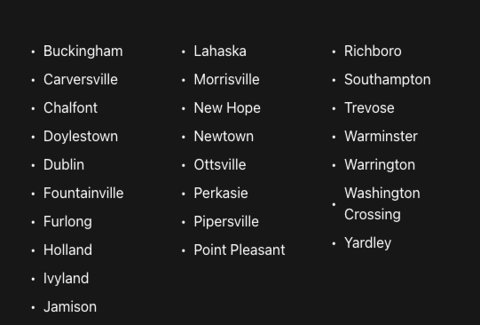 • Buckingham
• Carversville
• Chalfont
• Doylestown
• Dublin
• Fountainville
• Furlong
• Holland
• Ivyland
• Jamison
• Lahaska
• Morrisville
• New Hope
• Newtown
• Ottsville
• Perkasie
• Pipersville
• Point Pleasant
• Richboro
• Southampton
• Trevose
• Warminster
• Warrington
• Washington
Crossing
• Yardley